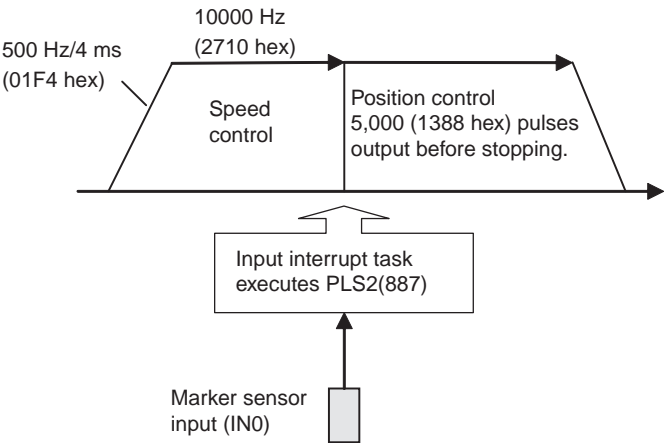 10000 Hz
(2710 hex)
500 Hz/4 ms
(01F4 hex)
Speed
control
Position control
5,000 (1388 hex) pulses
output before stopping.
Input interrupt task
executes PLS2(887)
Marker sensor
input (IN0)